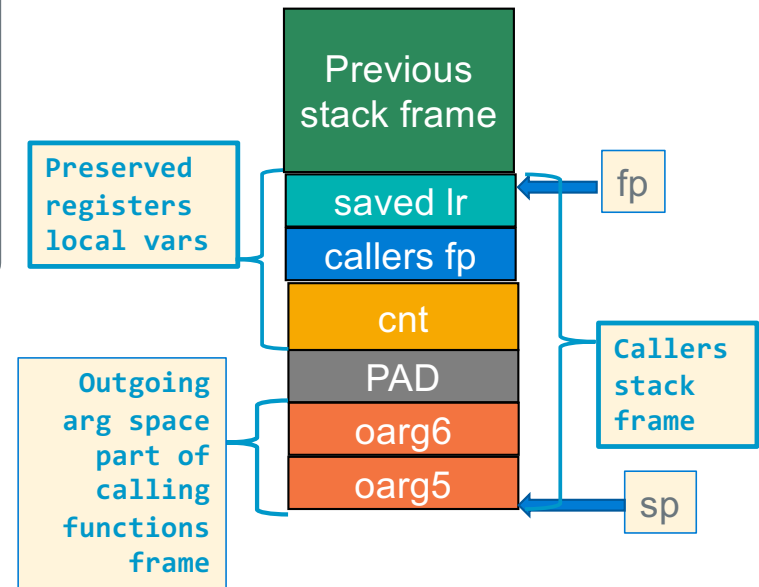 Previous
stack frame
Preserved
registers
local vars
fp
saved lr
callers fp
cnt
PAD
Callers
stack
frame
Outgoing
arg space
part of
calling
functions
frame
oarg6
oarg5
sp